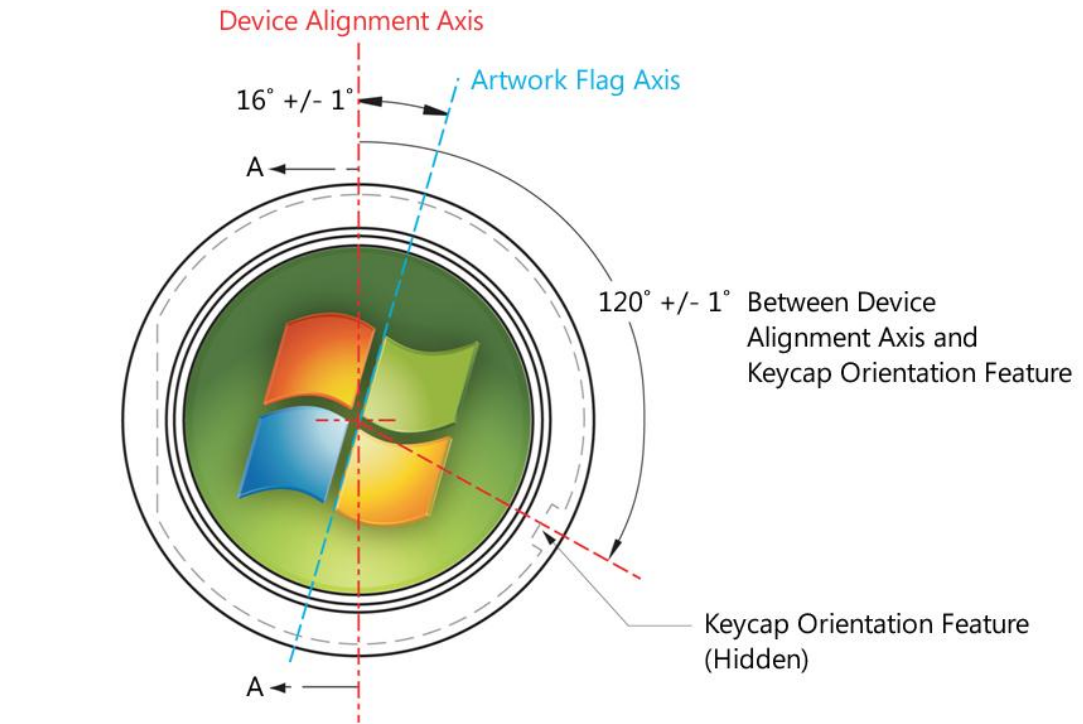 Device Alignment Axis
Artwork Flag Axis
16° +/- 1°
A
120° +/- 1° Between Device
Alignment Axis and
Keycap Orientation Feature
Keycap Orientation Feature
(Hidden)
A